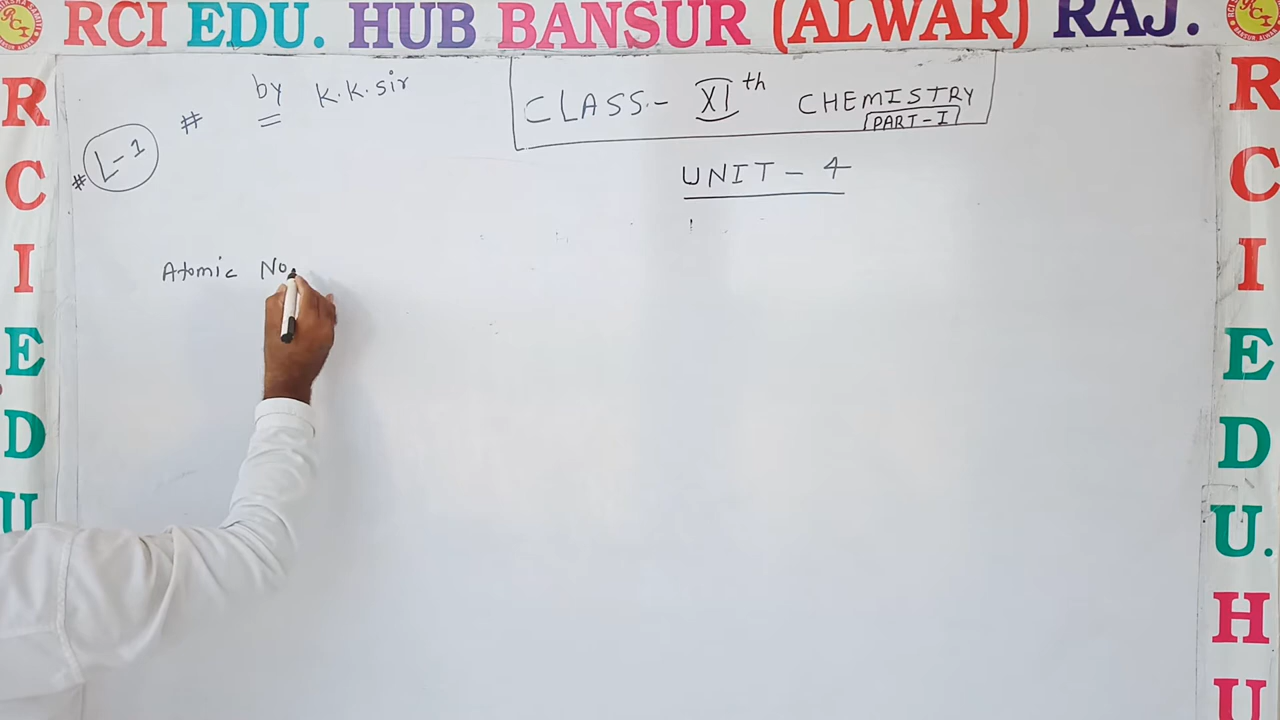 RCI EDU. HUB BANSUR (ALWAR) RAJ.
# by K.K.sir
CLASS.- XIth CHEMISTRY
PART-I
# L-1
UNIT - 4
Atomic No.
R
C
I
E
D
U
R
C
I
E
D
U.
H
U